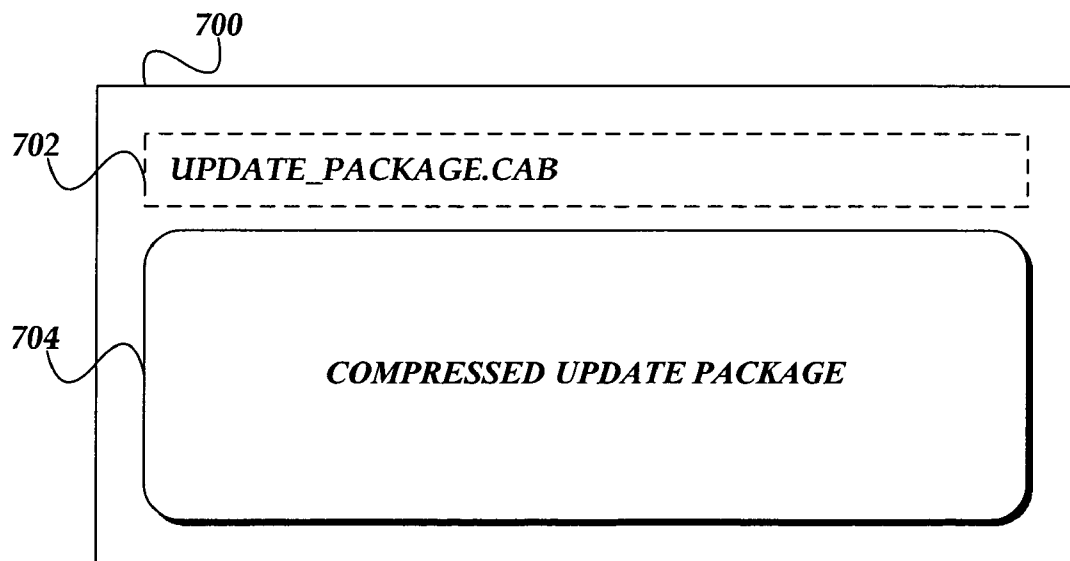 700
702
UPDATE_PACKAGE.CAB
704
COMPRESSED UPDATE PACKAGE